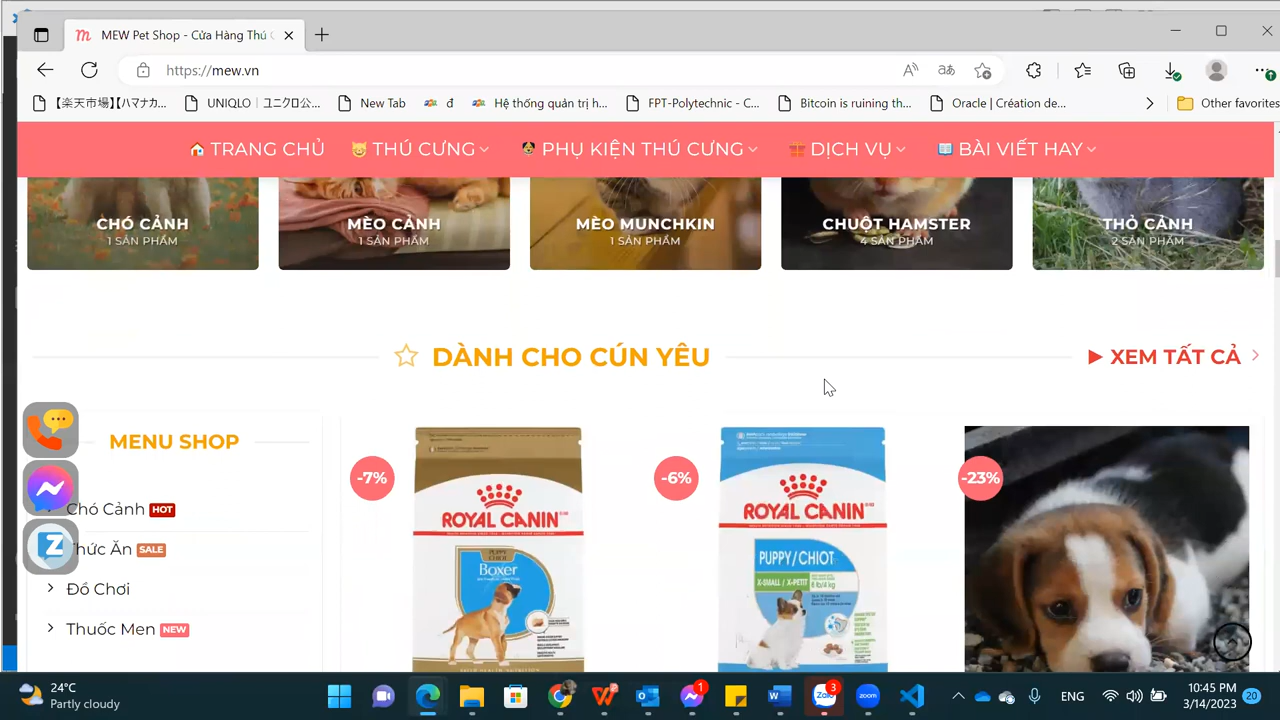 MEW Pet Shop - Cửa Hàng Thú C
https://mew.vn
【楽天市場】【ハマナカ...
UNIQLO｜ユニクロ公...
New Tab
đ
Hệ thống quản trị h...
FPT-Polytechnic - C...
Bitcoin is ruining th...
Oracle | Création de...
Other favorites
TRANG CHỦ
THÚ CƯNG
PHỤ KIỆN THÚ CƯNG
DỊCH VỤ
BÀI VIẾT HAY
CHÓ CẢNH
1 SẢN PHẨM
MÈO CẢNH
1 SẢN PHẨM
MÈO MUNCHKIN
1 SẢN PHẨM
CHUỘT HAMSTER
4 SẢN PHẨM
THỎ CẢNH
2 SẢN PHẨM
DÀNH CHO CÚN YÊU
XEM TẤT CẢ
MENU SHOP
Chó Cảnh HOT
Thức Ăn SALE
Đồ Chơi
Thuốc Men NEW
-7%
ROYAL CANIN
PUPPY CHIOT
Boxer
-6%
ROYAL CANIN
PUPPY/CHIOT
X-SMALL / X-PETIT
-23%
24°C
Partly cloudy
ENG
10:45 PM
3/14/2023
20